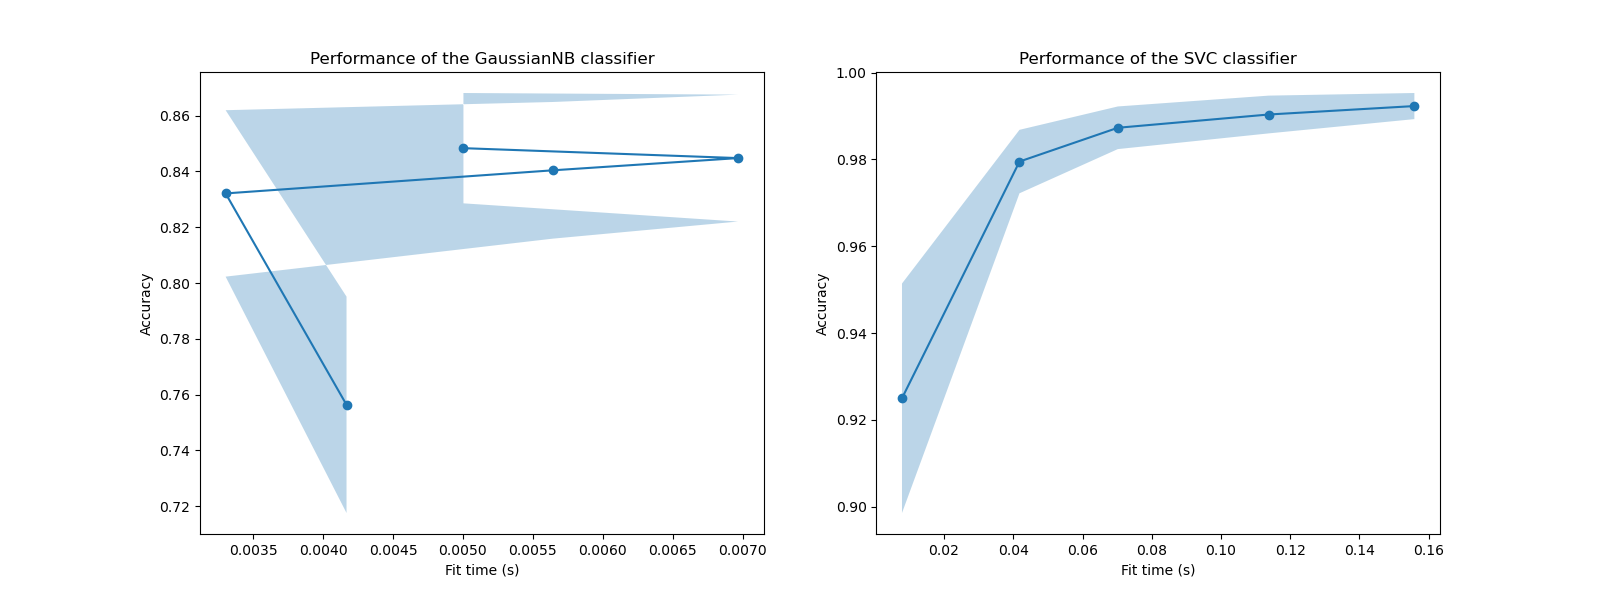 Performance of the GaussianNB classifier
Accuracy
0.86
0.84
0.82
0.80
0.78
0.76
0.74
0.72
0.0035 0.0040 0.0045 0.0050 0.0055 0.0060 0.0065 0.0070
Fit time (s)
Performance of the SVC classifier
Accuracy
1.00
0.98
0.96
0.94
0.92
0.90
0.02 0.04 0.06 0.08 0.10 0.12 0.14 0.16
Fit time (s)